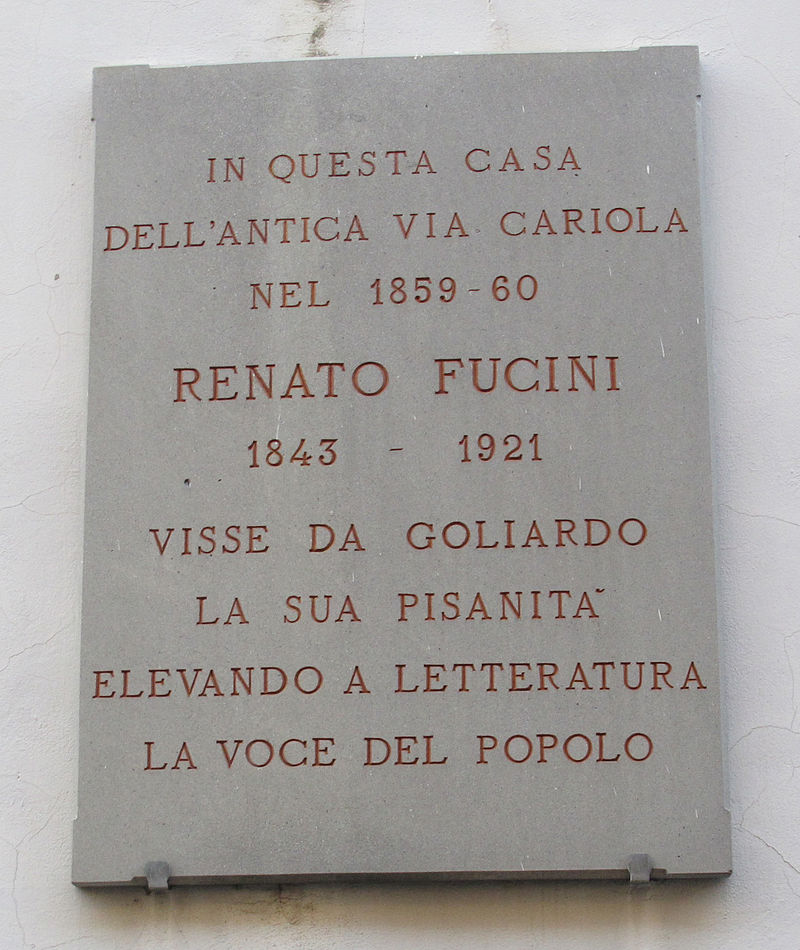 IN QUESTA CASA
DELL'ANTICA VIA CARIOLA
NEL 1859-60
RENATO FUCINI
1843 - 1921
VISSE DA GOLIARDO
LA SUA PISANITÀ
ELEVANDO A LETTERATURA
LA VOCE DEL POPOLO